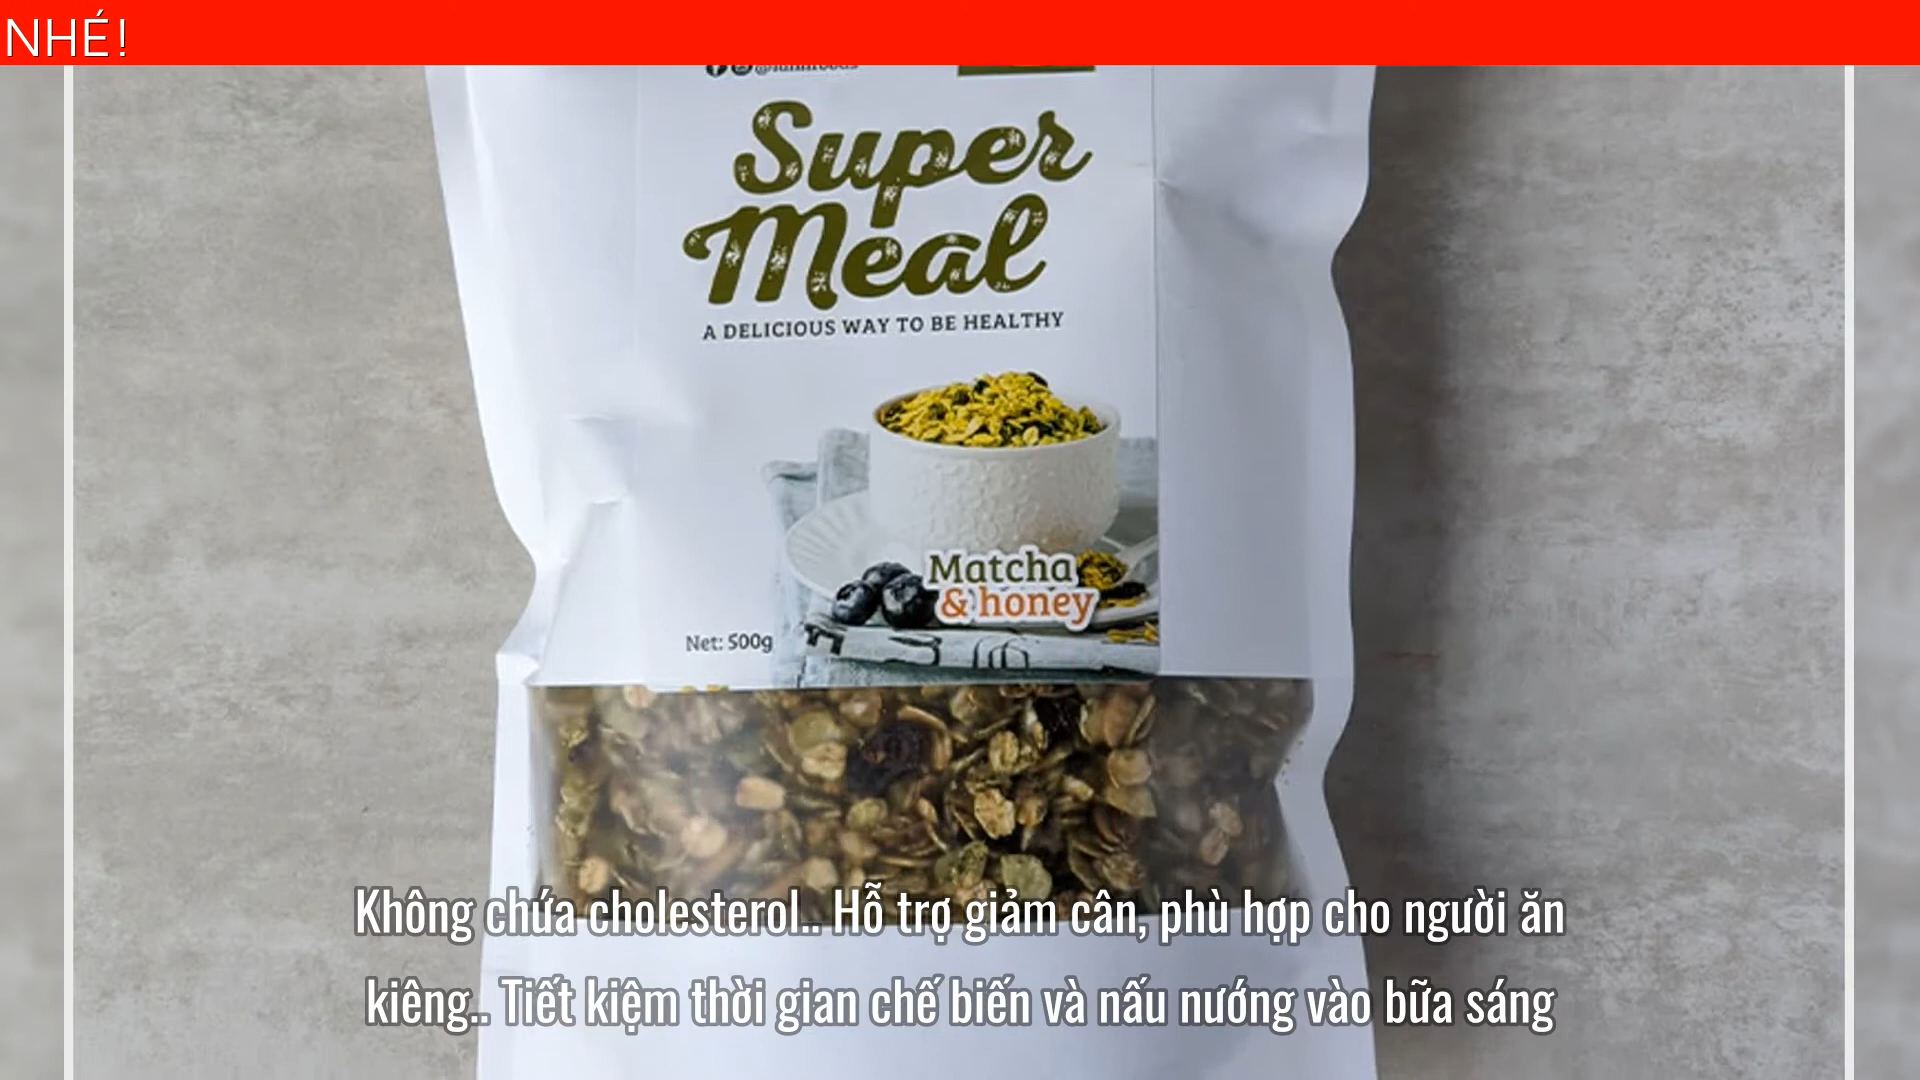 NHÉ!
Super
Meal
A DELICIOUS WAY TO BE HEALTHY
Matcha
& honey
Net: 500g
Không chứa cholesterol.. Hỗ trợ giảm cân, phù hợp cho người ăn
kiêng.. Tiết kiệm thời gian chế biến và nấu nướng vào bữa sáng